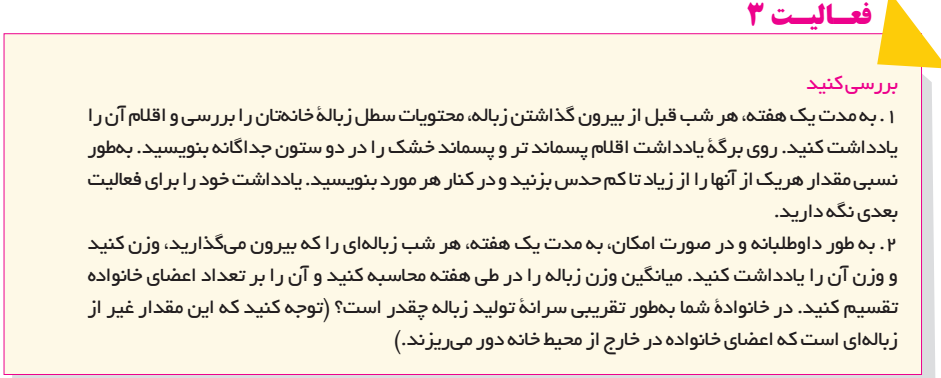 فعـالیـت ۳
بررسی کنید
۱. به مدت یک هفته، هر شب قبل از بیرون گذاشتن زباله، محتویات سطل زبالهٔ خانه‌تان را بررسی و اقلام آن را
یادداشت کنید. روی برگهٔ یادداشت اقلام پسماند تر و پسماند خشک را در دو ستون جداگانه بنویسید. به‌طور
نسبی مقدار هریک از آنها را از زیاد تا کم حدس بزنید و در کنار هر مورد بنویسید. یادداشت خود را برای فعالیت
بعدی نگه دارید.
۲. به طور داوطلبانه و در صورت امکان، به مدت یک هفته، هر شب زباله‌ای را که بیرون می‌گذارید، وزن کنید
و وزن آن را یادداشت کنید. میانگین وزن زباله را در طی هفته محاسبه کنید و آن را بر تعداد اعضای خانواده
تقسیم کنید. در خانوادهٔ شما به‌طور تقریبی سرانهٔ تولید زباله چقدر است؟ (توجه کنید که این مقدار غیر از
زباله‌ای است که اعضای خانواده در خارج از محیط خانه دور می‌ریزند.)